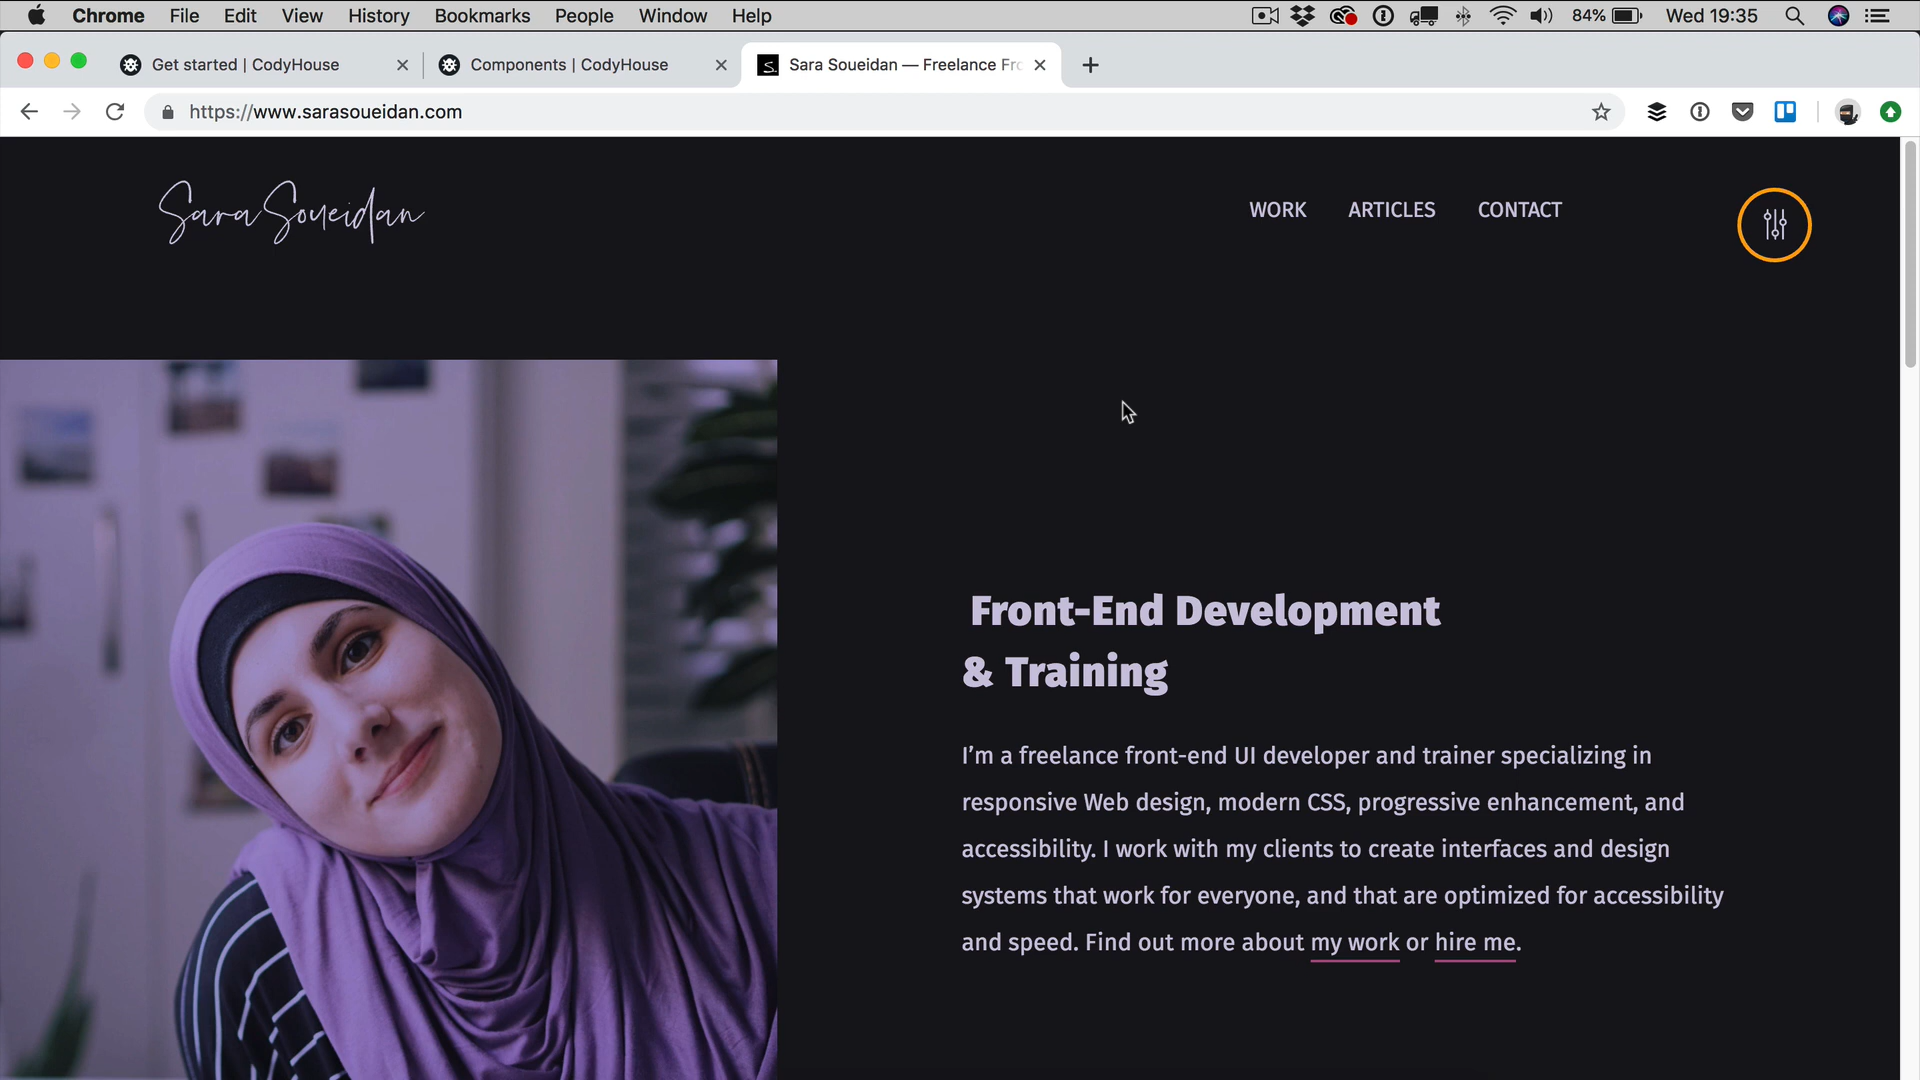 Chrome File Edit View History Bookmarks People Window Help 84% Wed 19:35
Get started | CodyHouse Components | CodyHouse Sara Soueidan — Freelance Fro
https://www.sarasoueidan.com
Sara Soueidan WORK ARTICLES CONTACT
Front-End Development
& Training
I’m a freelance front-end UI developer and trainer specializing in
responsive Web design, modern CSS, progressive enhancement, and
accessibility. I work with my clients to create interfaces and design
systems that work for everyone, and that are optimized for accessibility
and speed. Find out more about my work or hire me.